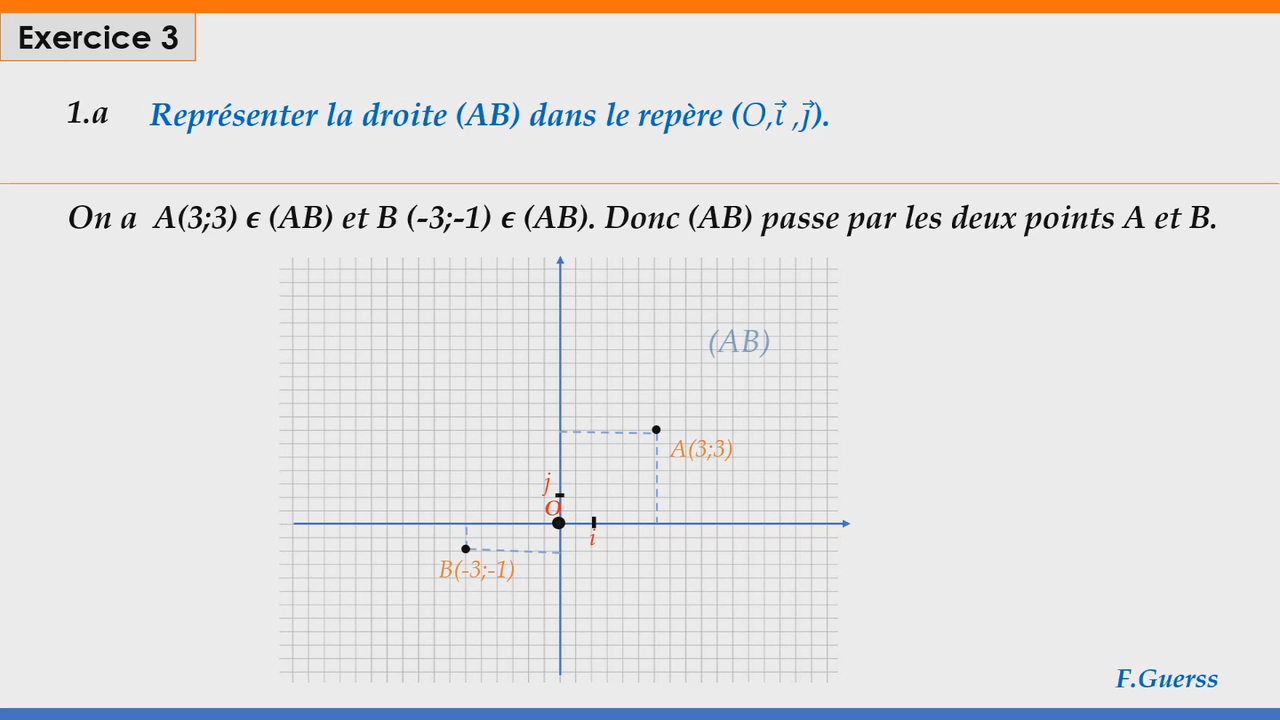 Exercice 3
1.a Représenter la droite (AB) dans le repère (O,i⃗ ,j⃗).
On a A(3;3) ϵ (AB) et B (-3;-1) ϵ (AB). Donc (AB) passe par les deux points A et B.
(AB)
A(3;3)
j
O
i
B(-3;-1)
F.Guerss